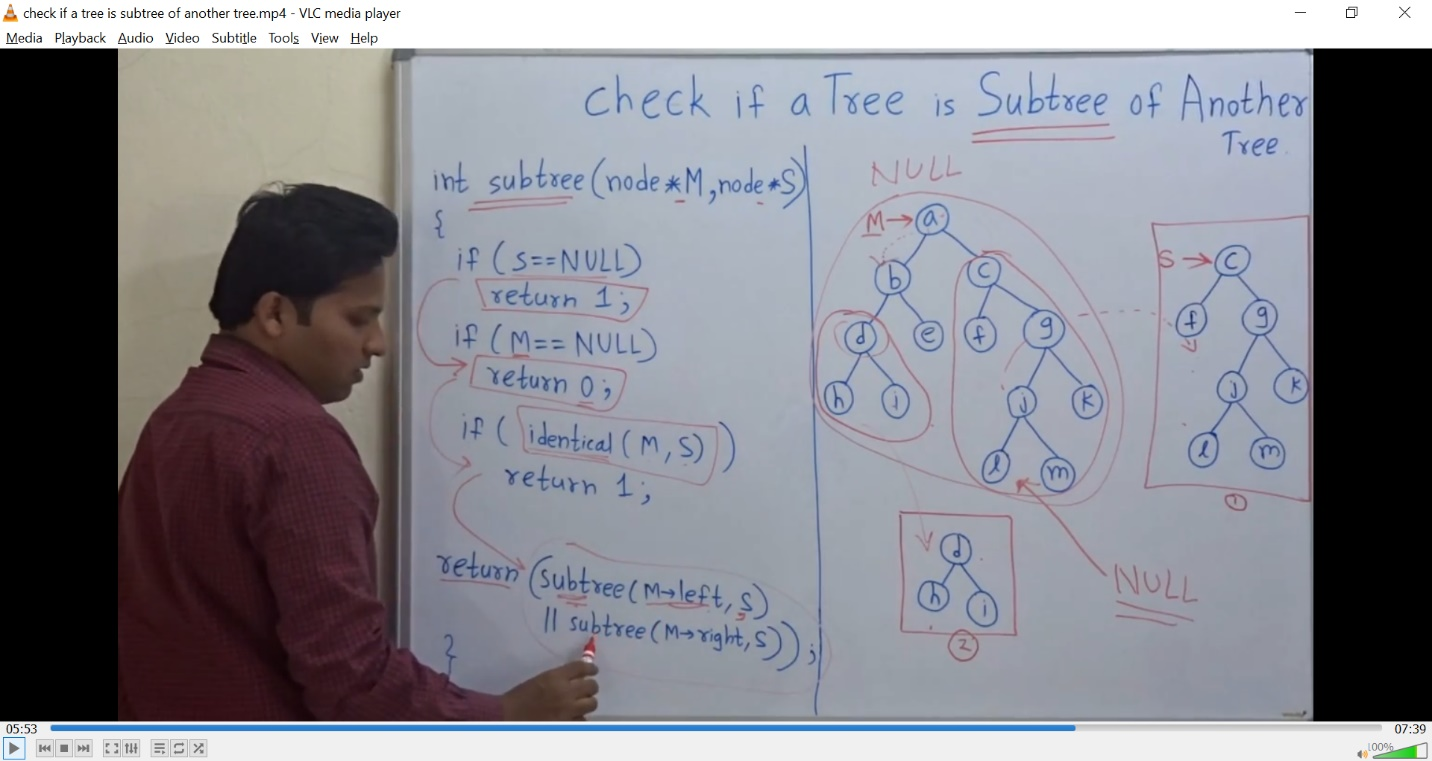 check if a tree is subtree of another tree.mp4 - VLC media player
Media Playback Audio Video Subtitle Tools View Help
Check if a Tree is Subtree of Another
Tree.
int subtree(node*M,node*S)
{
if (S==NULL)
return 1;
if (M==NULL)
return 0;
if ( identical(M,S))
return 1;
return (subtree(M→left,S)
|| subtree(M→right,S));
}
NULL
M→ a
b c
d e f g
h i j k
l m
S→ c
f g
j k
l m
1
d
h i
2
NULL
05:53 07:39
100%